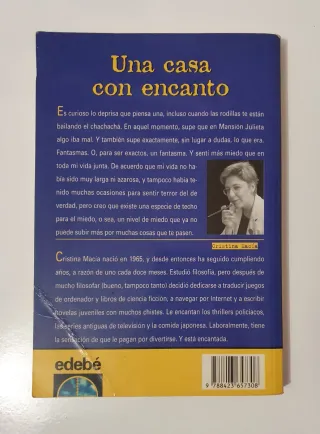 Una casa
con encanto
Es curioso lo deprisa que piensa una, incluso cuando las rodillas te están
bailando el chachacha. En aquel momento, supe que en Mansión Julieta
algo iba mal. Y también supe exactamente, sin lugar a dudas, lo que era.
Fantasmas. O, para ser exactos, un fantasma. Y sentí más miedo que en
toda mi vida junta. De acuerdo que mi vida no ha-
bía sido muy larga ni azarosa, y tampoco había te-
nido muchas ocasiones para sentir terror del de
verdad, pero creo que existe una especie de techo
para el miedo, o sea, un nivel de miedo que ya no
puede subir más por muchas cosas que te pasen.
Cristina Macía
Cristina Macía nació en 1965, y desde entonces ha seguido cumpliendo
años, a razón de uno cada doce meses. Estudió filosofía, pero después de
mucho filosofar (bueno, tampoco tanto) decidió dedicarse a traducir juegos
de ordenador y libros de ciencia ficción, a navegar por Internet y a escribir
novelas juveniles con muchos chistes. Le encantan los thrillers policíacos,
las series antiguas de televisión y la comida japonesa. Laboralmente, tiene
la sensación de que le pagan por divertirse. Y está encantada.
edebé
9 788423 657308